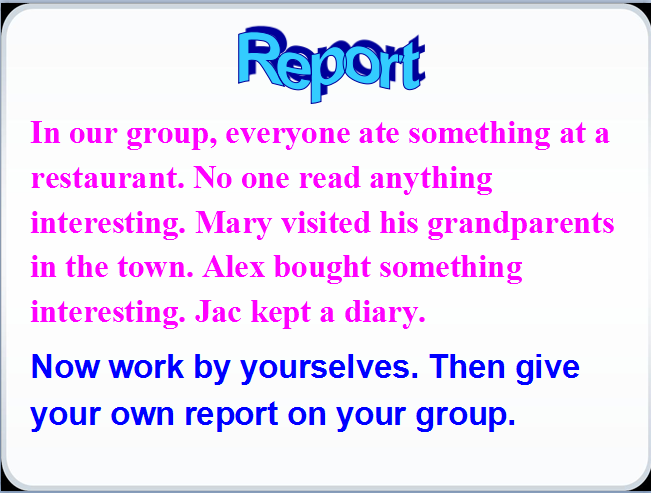 Report
In our group, everyone ate something at a
restaurant. No one read anything
interesting. Mary visited his grandparents
in the town. Alex bought something
interesting. Jac kept a diary.
Now work by yourselves. Then give
your own report on your group.